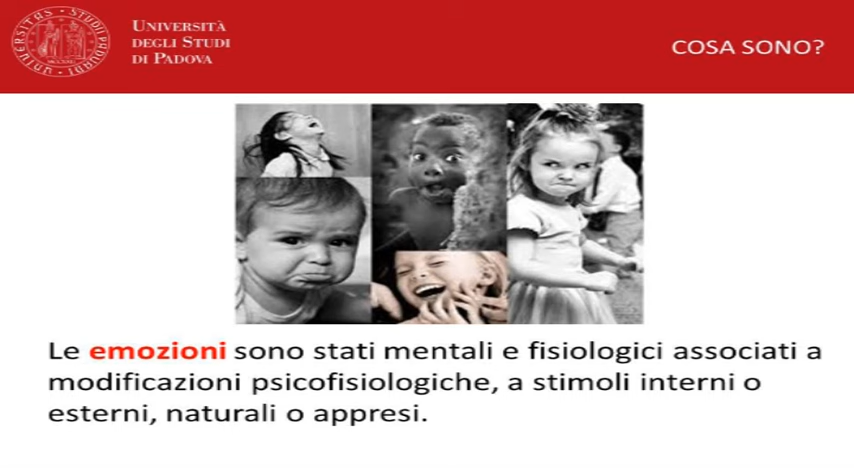 UNIVERSITÀ
DEGLI STUDI
DI PADOVA
COSA SONO?
Le emozioni sono stati mentali e fisiologici associati a
modificazioni psicofisiologiche, a stimoli interni o
esterni, naturali o appresi.